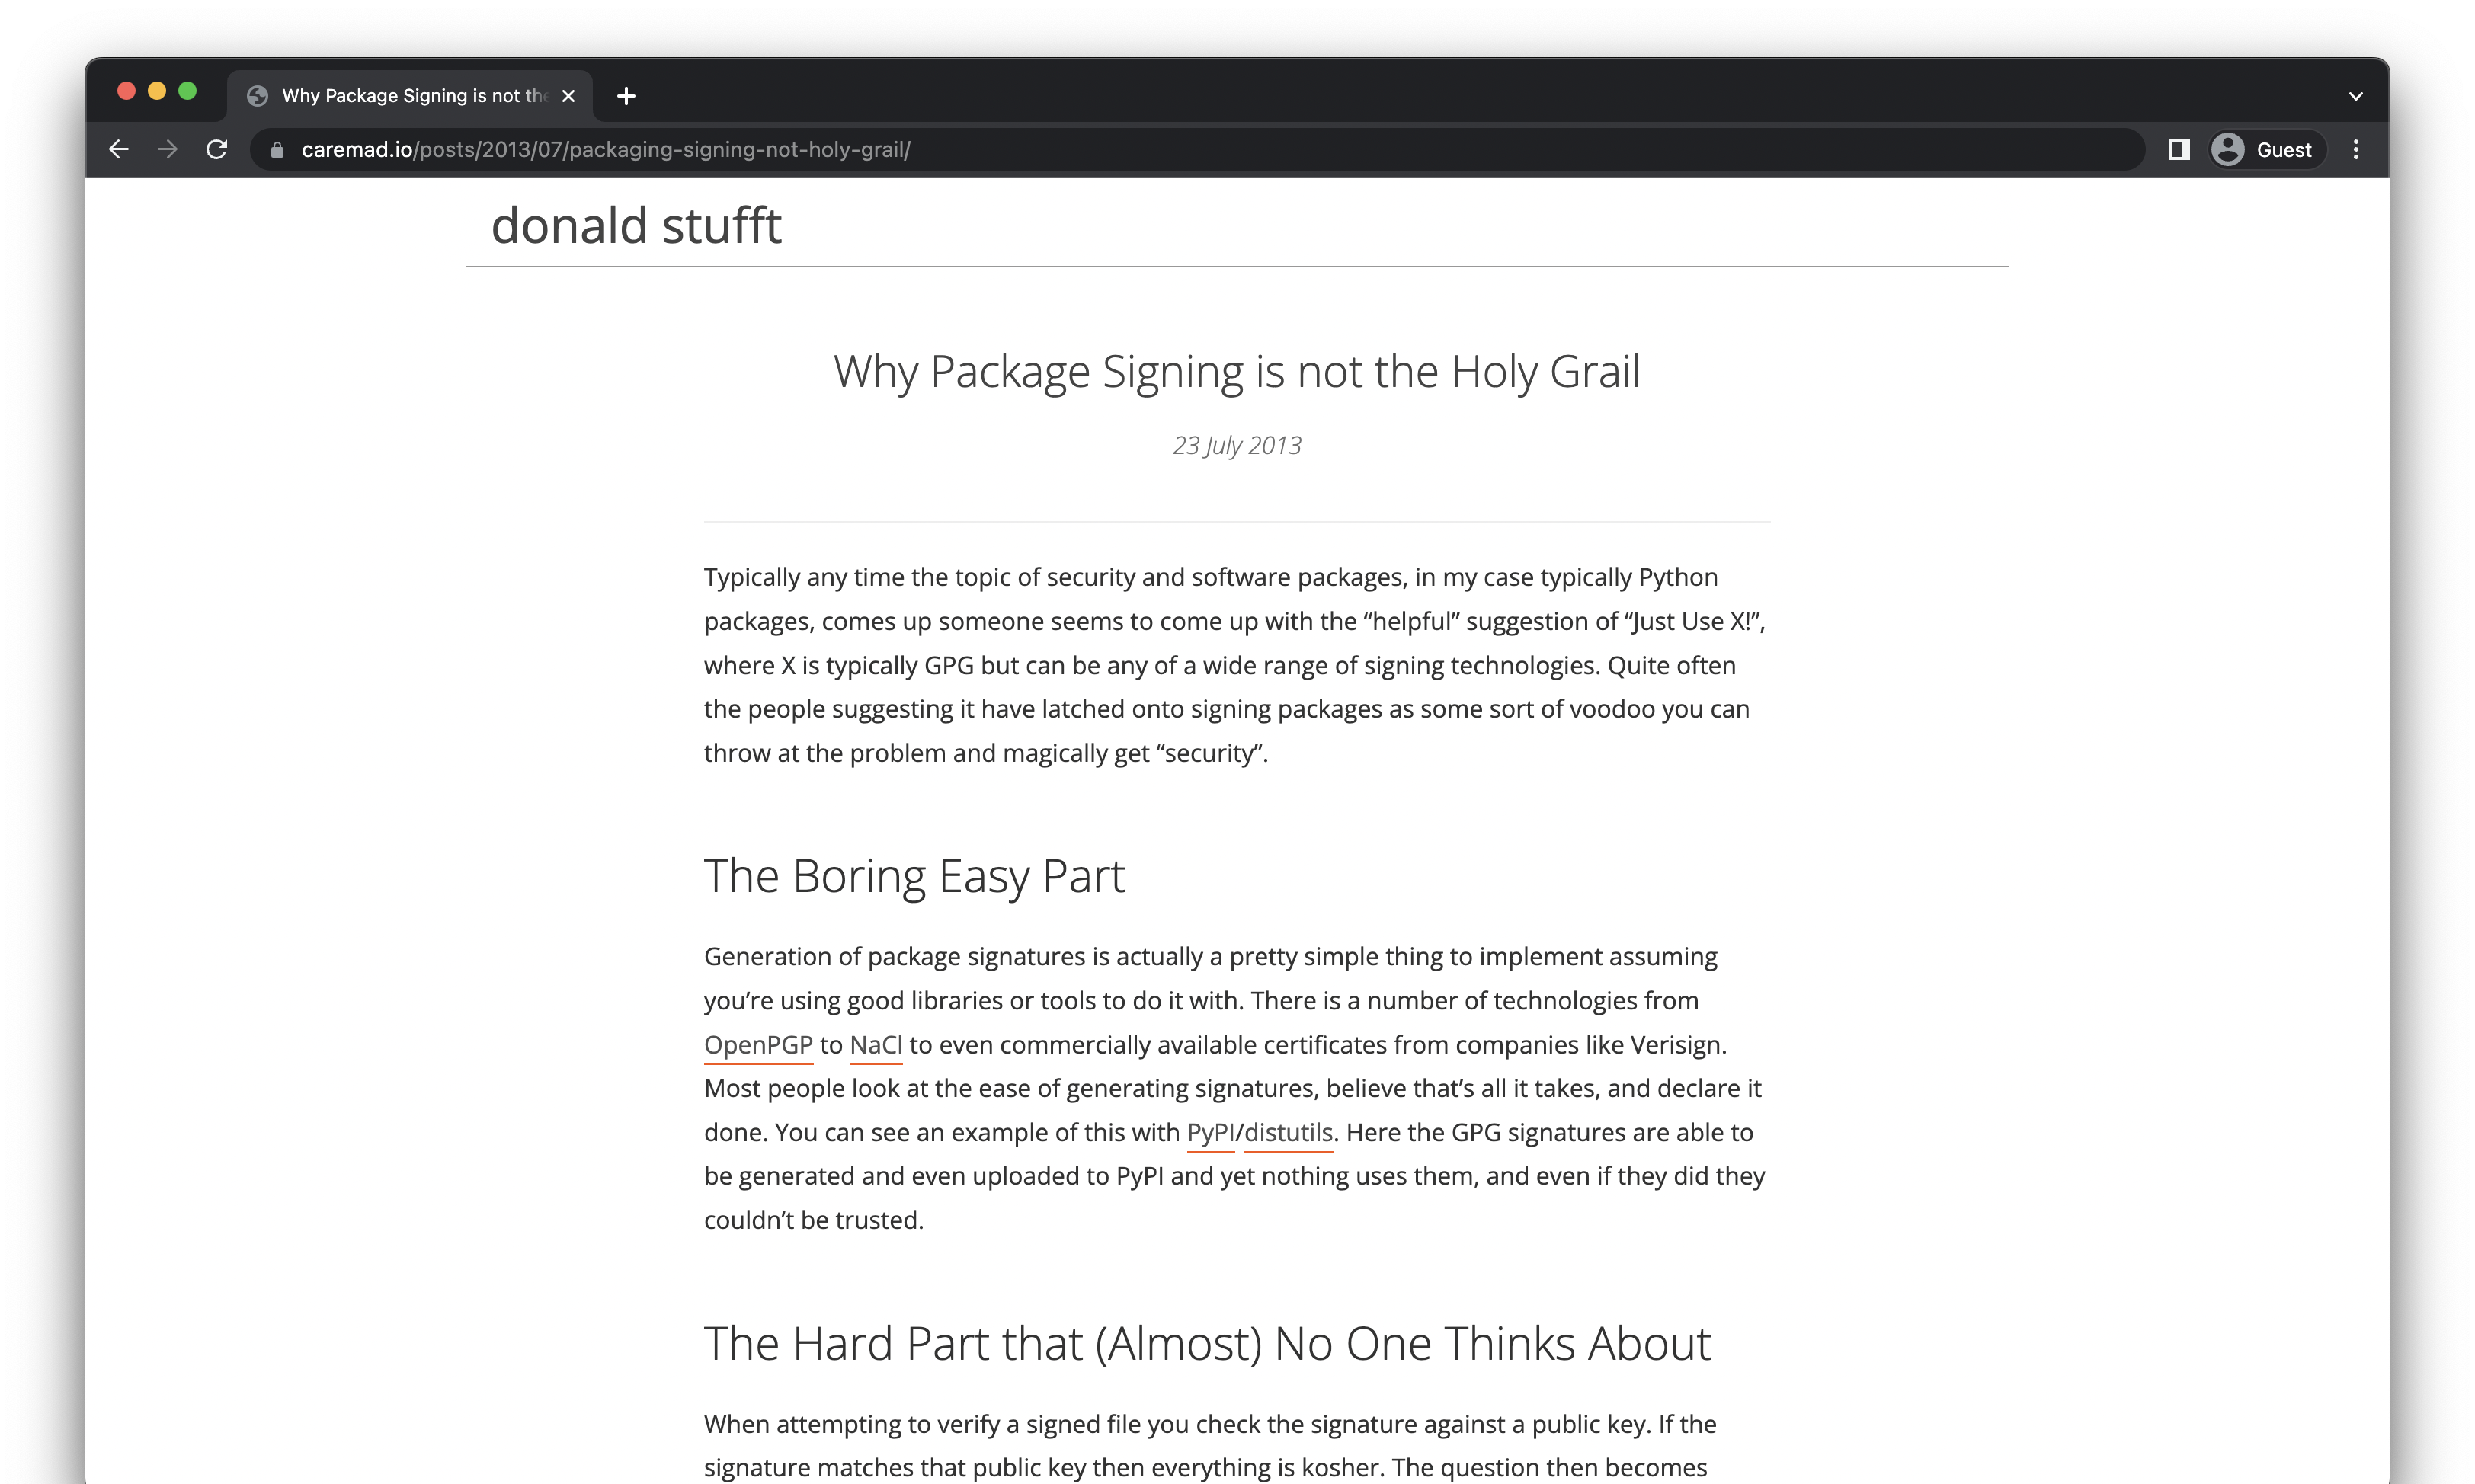 Why Package Signing is not the
caremad.io/posts/2013/07/packaging-signing-not-holy-grail/
Guest
donald stufft
Why Package Signing is not the Holy Grail
23 July 2013
Typically any time the topic of security and software packages, in my case typically Python
packages, comes up someone seems to come up with the “helpful” suggestion of “Just Use X!”,
where X is typically GPG but can be any of a wide range of signing technologies. Quite often
the people suggesting it have latched onto signing packages as some sort of voodoo you can
throw at the problem and magically get “security”.
The Boring Easy Part
Generation of package signatures is actually a pretty simple thing to implement assuming
you’re using good libraries or tools to do it with. There is a number of technologies from
OpenPGP to NaCl to even commercially available certificates from companies like Verisign.
Most people look at the ease of generating signatures, believe that’s all it takes, and declare it
done. You can see an example of this with PyPI/distutils. Here the GPG signatures are able to
be generated and even uploaded to PyPI and yet nothing uses them, and even if they did they
couldn’t be trusted.
The Hard Part that (Almost) No One Thinks About
When attempting to verify a signed file you check the signature against a public key. If the
signature matches that public key then everything is kosher. The question then becomes